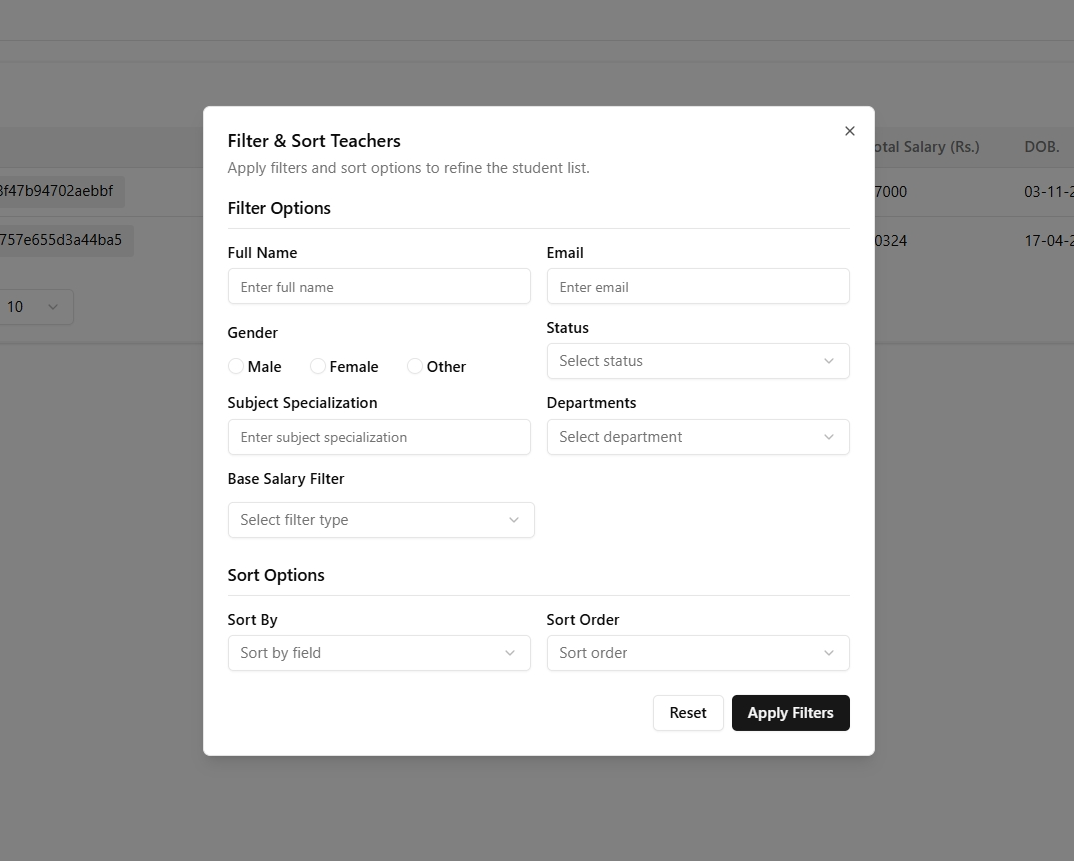 Filter & Sort Teachers
Apply filters and sort options to refine the student list.
otal Salary (Rs.) DOB.
8f47b94702aebbf 7000 03-11-2
757e655d3a44ba5 0324 17-04-2
10
Filter Options
Full Name Email
Enter full name Enter email
Gender Status
Male Female Other Select status
Subject Specialization Departments
Enter subject specialization Select department
Base Salary Filter
Select filter type
Sort Options
Sort By Sort Order
Sort by field Sort order
Reset Apply Filters